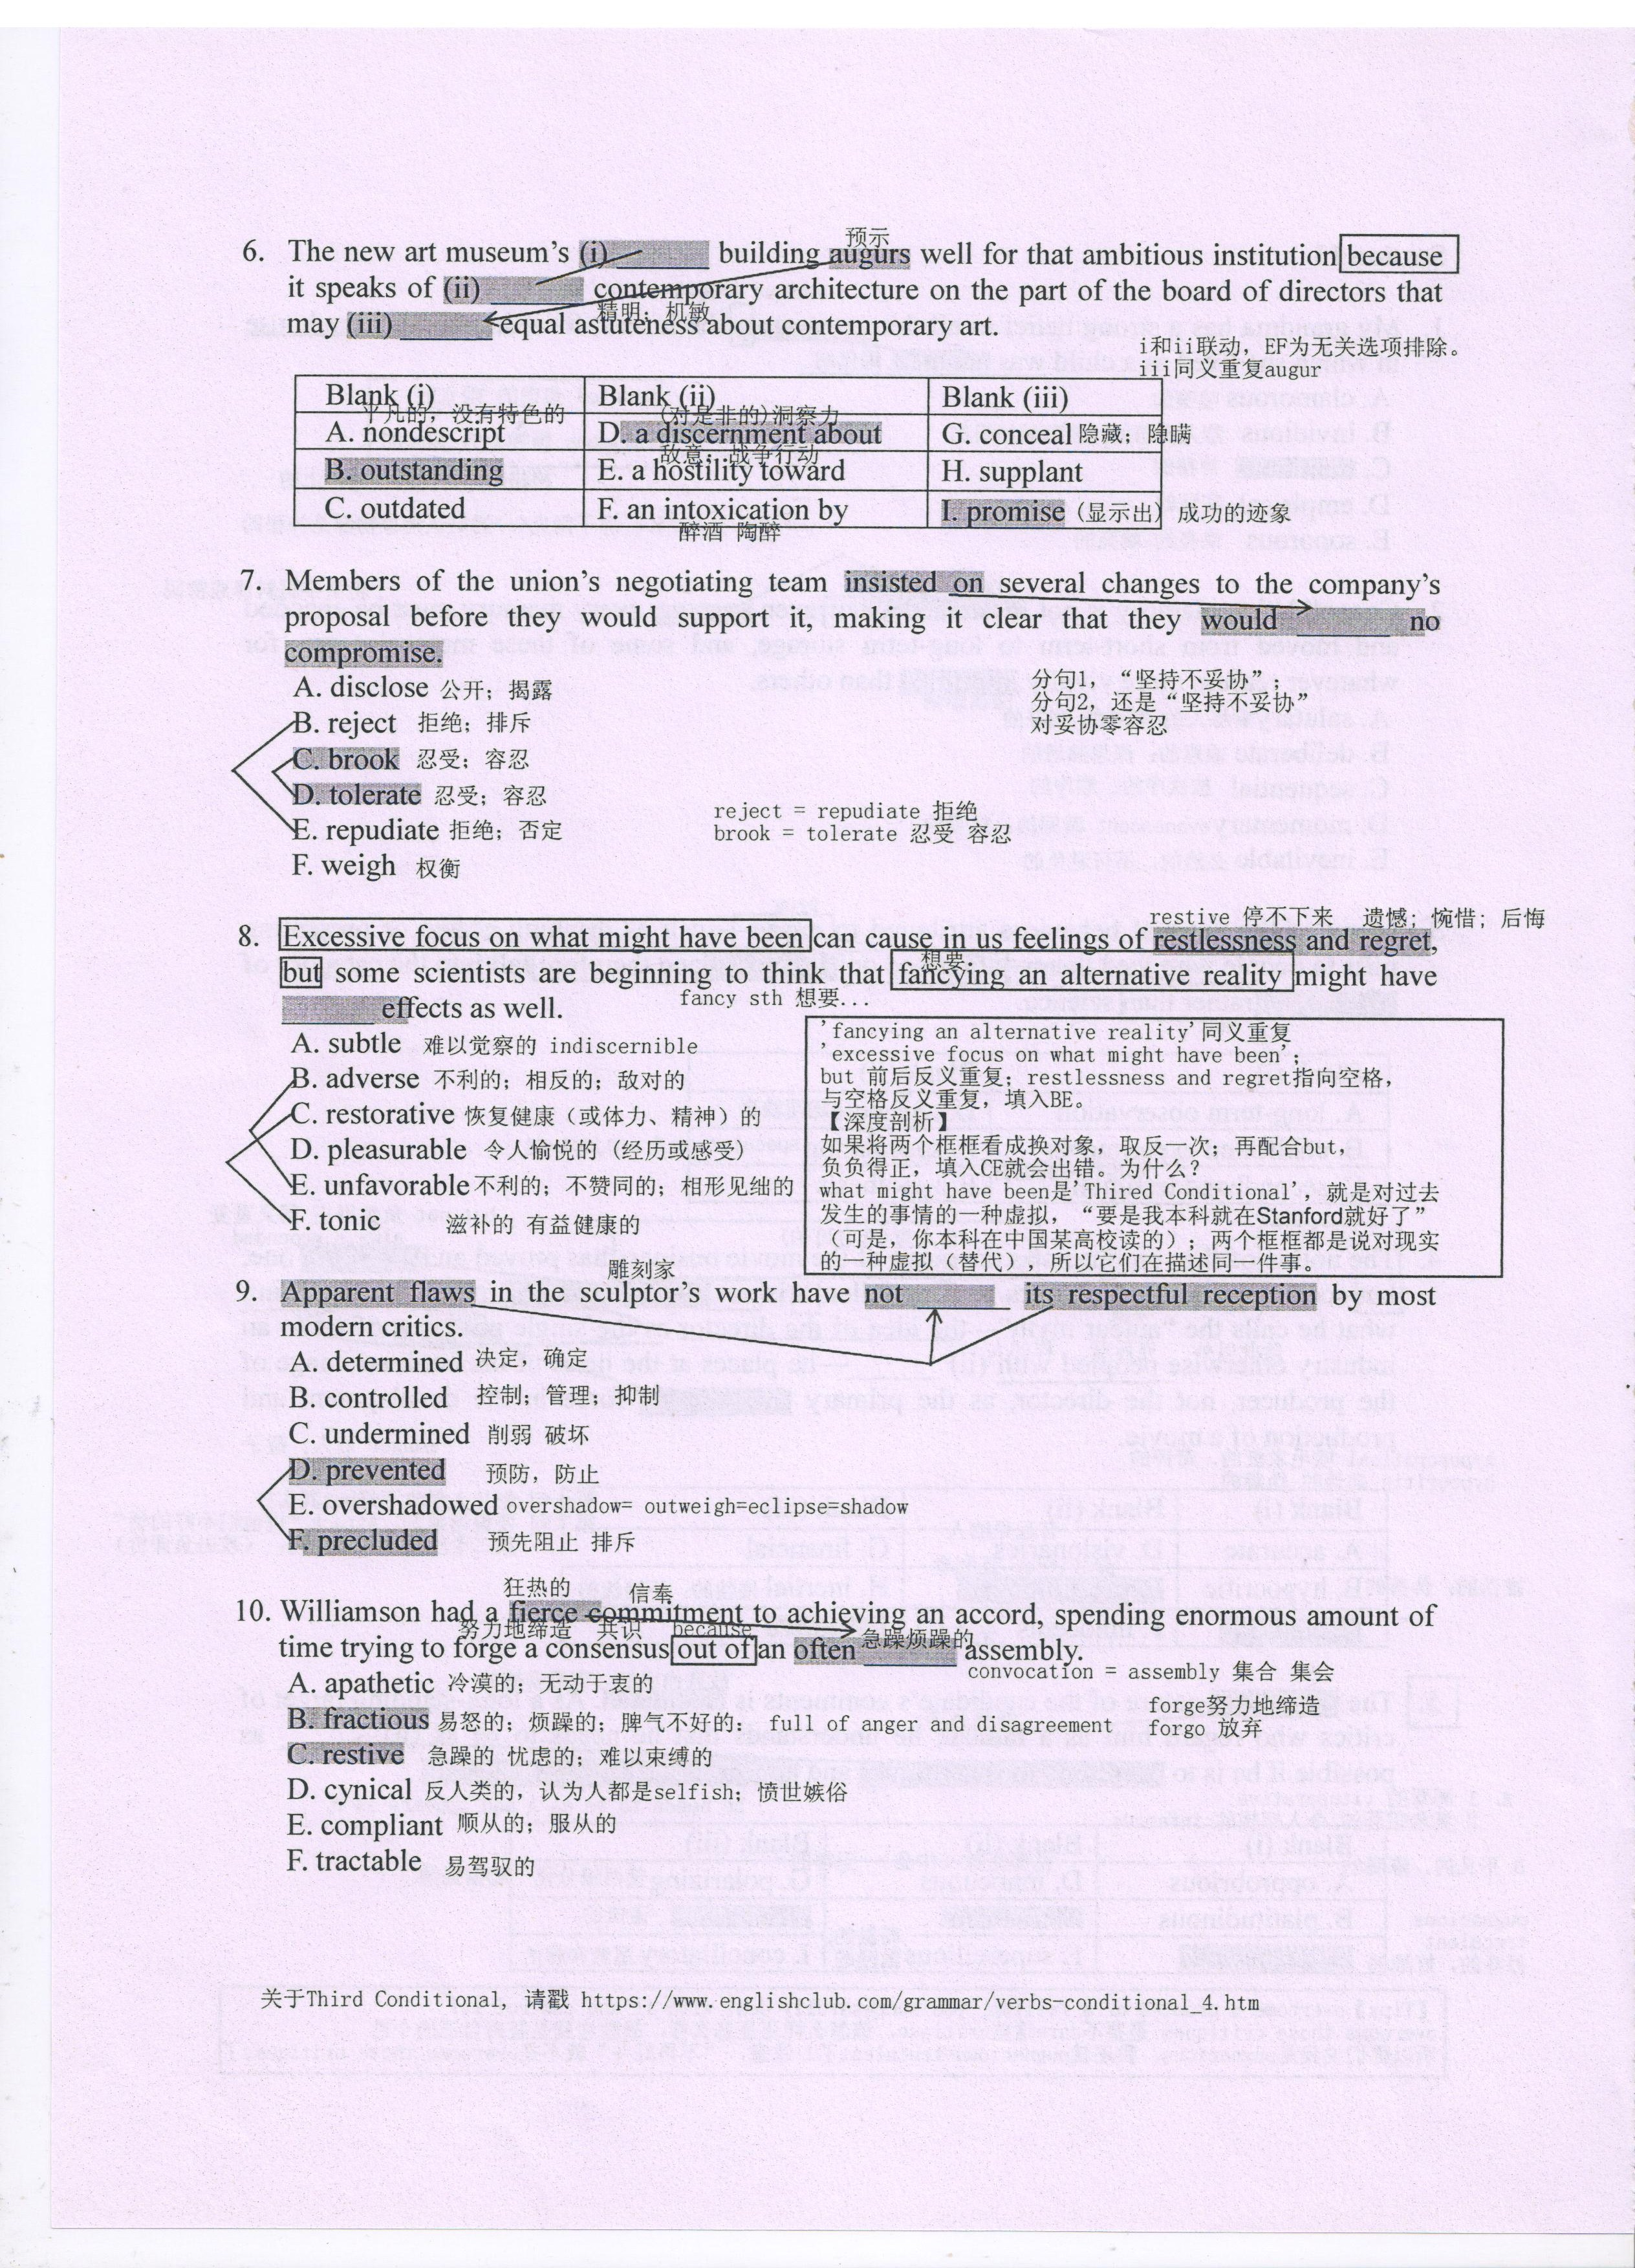 预示
6. The new art museum's (i) ______ building augurs well for that ambitious institution because
it speaks of (ii) ______ contemporary architecture on the part of the board of directors that
精明；机敏
may (iii) ______ equal astuteness about contemporary art.
i和ii联动，EF为无关选项排除。
iii同义重复augur
Blank (i) Blank (ii) Blank (iii)
平凡的；没有特色的 (对是非的)洞察力
A. nondescript D. a discernment about G. conceal 隐藏；隐瞒
敌意；战争行动
B. outstanding E. a hostility toward H. supplant
C. outdated F. an intoxication by I. promise (显示出) 成功的迹象
醉酒 陶醉
7. Members of the union's negotiating team insisted on several changes to the company's
proposal before they would support it, making it clear that they would ______ no
compromise.
分句1，“坚持不妥协”；
分句2，还是“坚持不妥协”
对妥协零容忍
A. disclose 公开；揭露
B. reject 拒绝；排斥
C. brook 忍受；容忍
D. tolerate 忍受；容忍
E. repudiate 拒绝；否定
F. weigh 权衡
reject = repudiate 拒绝
brook = tolerate 忍受 容忍
restive 停不下来 遗憾；惋惜；后悔
8. Excessive focus on what might have been can cause in us feelings of restlessness and regret,
想要
but some scientists are beginning to think that fancying an alternative reality might have
fancy sth 想要...
______ effects as well.
A. subtle 难以觉察的 indiscernible
B. adverse 不利的；相反的；敌对的
C. restorative 恢复健康（或体力、精神）的
D. pleasurable 令人愉悦的（经历或感受）
E. unfavorable 不利的；不赞同的；相形见绌的
F. tonic 滋补的 有益健康的
'fancying an alternative reality'同义重复
'excessive focus on what might have been'；
but 前后反义重复；restlessness and regret指向空格，
与空格反义重复，填入BE。
【深度剖析】
如果将两个框框看成换对象，取反一次；再配合but，
负负得正，填入CE就会出错。为什么？
what might have been是'Thired Conditional'，就是对过去
发生的事情的一种虚拟，“要是我本科就在Stanford就好了”
（可是，你本科在中国某高校读的）；两个框框都是说对现实
的一种虚拟（替代），所以它们在描述同一件事。
雕刻家
9. Apparent flaws in the sculptor's work have not ______ its respectful reception by most
modern critics.
A. determined 决定，确定
B. controlled 控制；管理；抑制
C. undermined 削弱 破坏
D. prevented 预防，防止
E. overshadowed overshadow= outweigh=eclipse=shadow
F. precluded 预先阻止 排斥
狂热的 信奉
10. Williamson had a fierce commitment to achieving an accord, spending enormous amount of
努力地缔造 共识 because 急躁烦躁的
time trying to forge a consensus out of an often ______ assembly.
convocation = assembly 集合 集会
forge努力地缔造
forgo 放弃
A. apathetic 冷漠的；无动于衷的
B. fractious 易怒的；烦躁的；脾气不好的： full of anger and disagreement
C. restive 急躁的 忧虑的；难以束缚的
D. cynical 反人类的，认为人都是selfish；愤世嫉俗
E. compliant 顺从的；服从的
F. tractable 易驾驭的
关于Third Conditional, 请戳 https://www.englishclub.com/grammar/verbs-conditional_4.htm